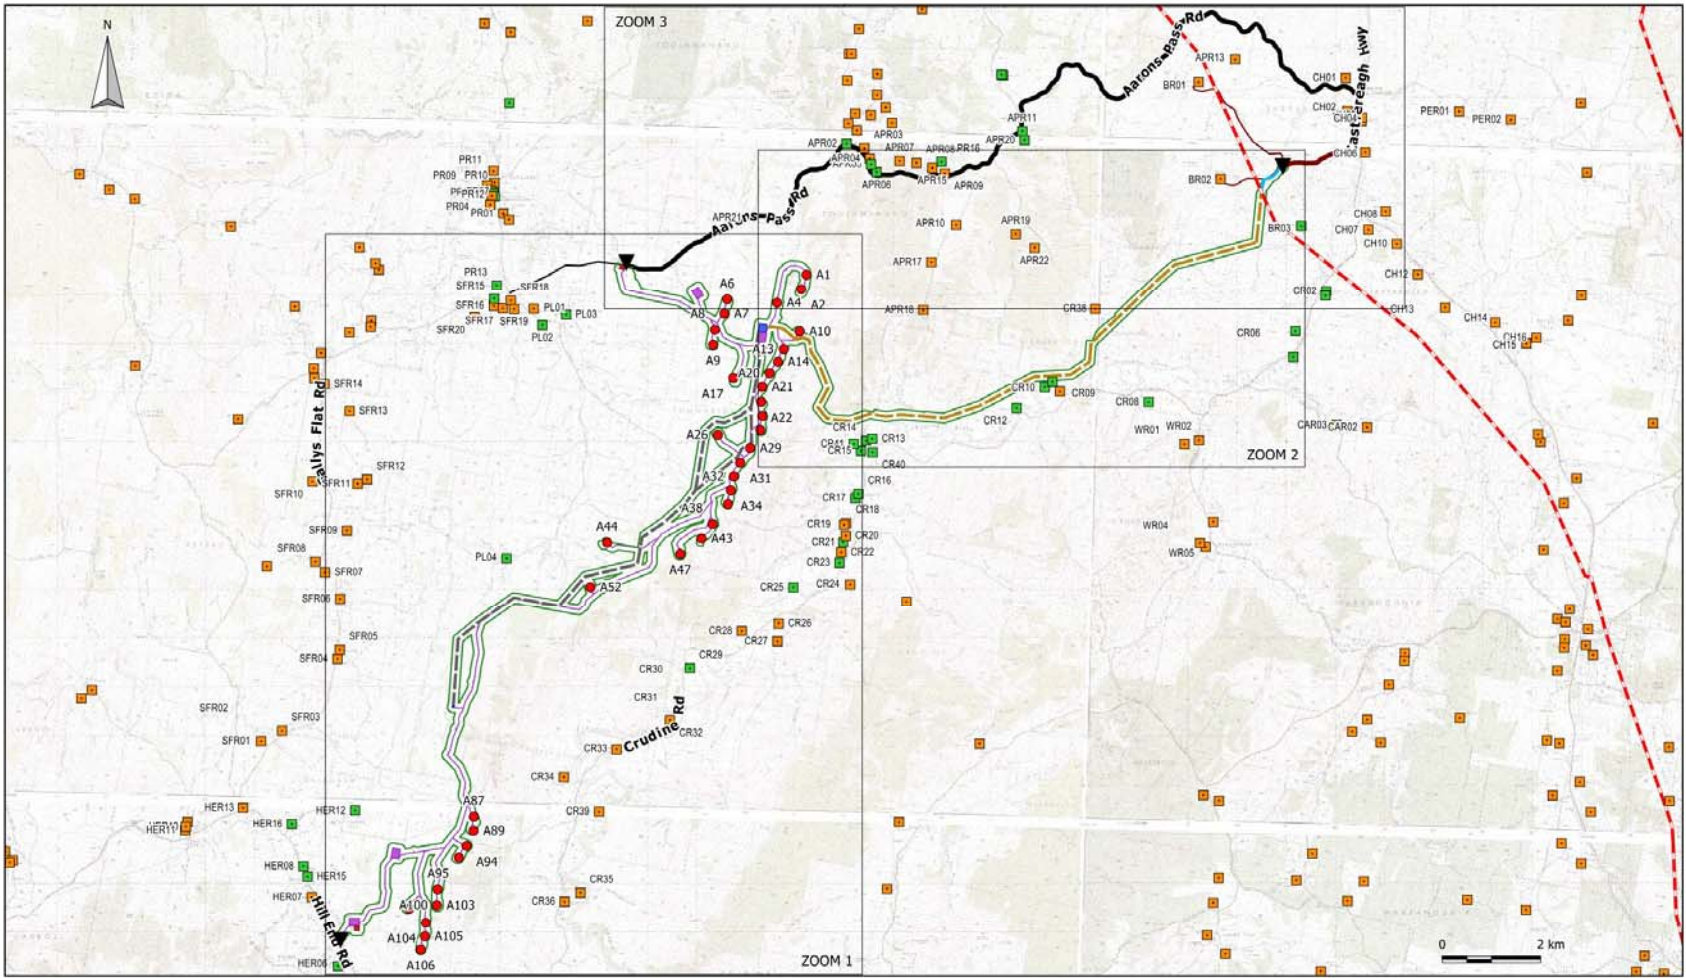 ZOOM 3
N
Aarons Pass Rd
APR13
BR01
CH01
CH02
CH04
PER01
PER02
APR11
APR20
APR02
APR03
APR04
APR07
APR08
PR16
CH06
APR06
APR15
APR09
BR02
PR11
PR09
PR10
PR12
PR04
PR01
Aarons Pass Rd
APR21
APR10
APR19
APR22
BR03
CH08
CH07
CH10
APR17
CH12
PR13
SFR15
SFR18
SFR16
SFR17
SFR19
SFR20
PL01
PL02
PL03
A6
A7
A8
A9
A1
A2
A4
A10
APR18
CR38
CR02
CH13
CH14
CR06
CH16
CH15
A13
A14
A20
A17
A21
A22
SFR14
SFR13
CR10
CR09
CR12
CR08
WR01
WR02
CAR03
CAR02
A26
A29
CR14
CR13
CR41
CR15
CR40
ZOOM 2
SFR12
SFR11
SFR10
A32
A31
CR16
CR17
A34
A38
CR18
CR19
CR20
CR21
CR22
CR23
CR24
WR04
WR05
SFR09
SFR08
SFR07
SFR06
A44
A43
A47
PL04
A52
CR25
CR26
CR28
CR27
SFR05
SFR04
CR29
CR30
CR31
CR32
Crudine Rd
SFR02
SFR03
SFR01
CR33
CR34
HER13
HER12
HER16
HER11
A87
A89
CR39
A94
HER08
HER15
HER07
A95
CR35
CR36
A100
A103
Hill End Rd
A104
A105
A106
HER06
ZOOM 1
0
2 km